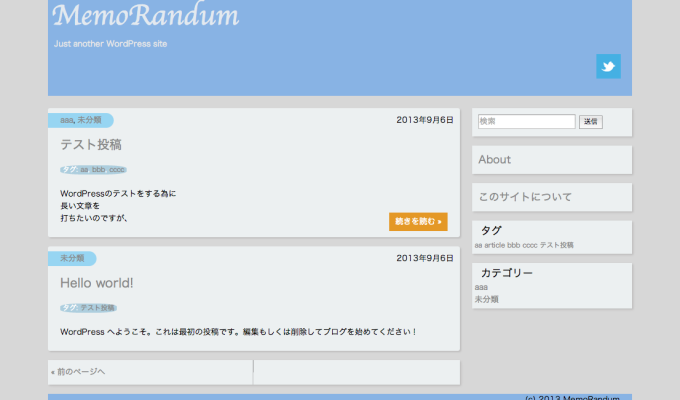 MemoRandum
Just another WordPress site
aaa, 未分類
2013年9月6日
テスト投稿
タグ: aa bbb cccc
WordPressのテストをする為に
長い文章を
打ちたいのですが、
続きを読む »
未分類
2013年9月6日
Hello world!
タグ: テスト投稿
WordPress へようこそ。これは最初の投稿です。編集もしくは削除してブログを始めてください !
« 前のページへ
検索
送信
About
このサイトについて
タグ
aa article bbb cccc テスト投稿
カテゴリー
aaa
未分類
(c) 2013 MemoRandum